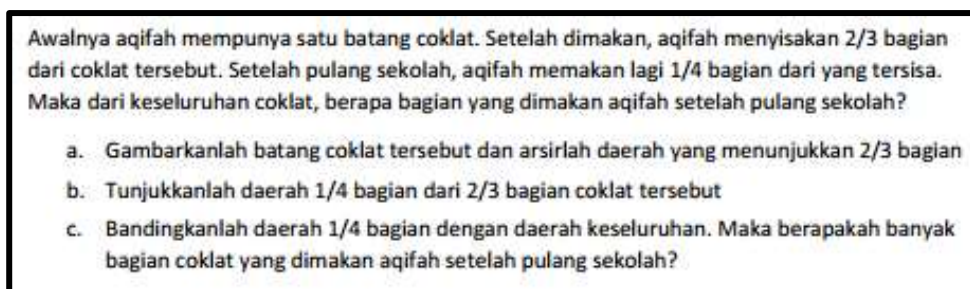 Awalnya aqifah mempunya satu batang coklat. Setelah dimakan, aqifah menyisakan 2/3 bagian
dari coklat tersebut. Setelah pulang sekolah, aqifah memakan lagi 1/4 bagian dari yang tersisa.
Maka dari keseluruhan coklat, berapa bagian yang dimakan aqifah setelah pulang sekolah?
a. Gambarkanlah batang coklat tersebut dan arsirlah daerah yang menunjukkan 2/3 bagian
b. Tunjukkanlah daerah 1/4 bagian dari 2/3 bagian coklat tersebut
c. Bandingkanlah daerah 1/4 bagian dengan daerah keseluruhan. Maka berapakah banyak
bagian coklat yang dimakan aqifah setelah pulang sekolah?